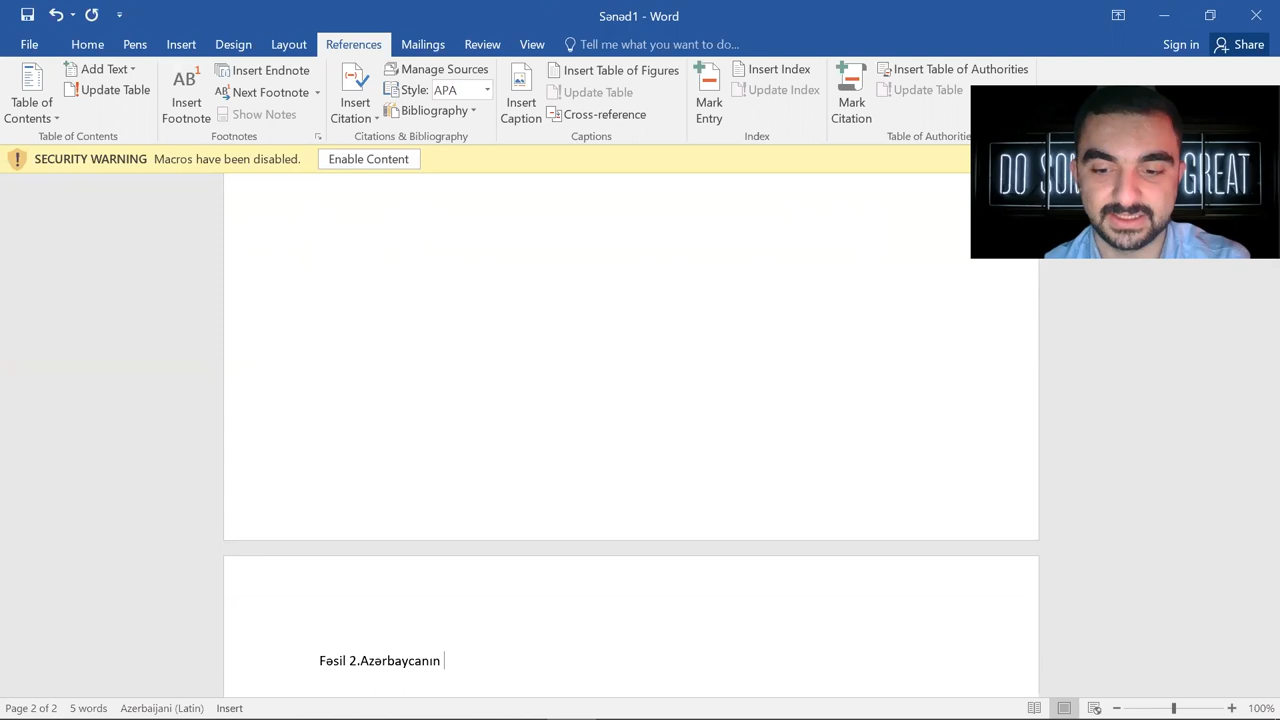 Sənəd1 - Word
File Home Pens Insert Design Layout References Mailings Review View Tell me what you want to do... Sign in Share
Table of Contents
Add Text
Update Table
Table of Contents
AB1
Insert Footnote
Insert Endnote
Next Footnote
Show Notes
Footnotes
Insert Citation
Manage Sources
Style: APA
Bibliography
Citations & Bibliography
Insert Caption
Insert Table of Figures
Update Table
Cross-reference
Captions
Mark Entry
Insert Index
Update Index
Index
Mark Citation
Insert Table of Authorities
Update Table
Table of Authoritie
SECURITY WARNING Macros have been disabled. Enable Content
DO GREAT
Fəsil 2.Azərbaycanın
Page 2 of 2 5 words Azerbaijani (Latin) Insert 100%